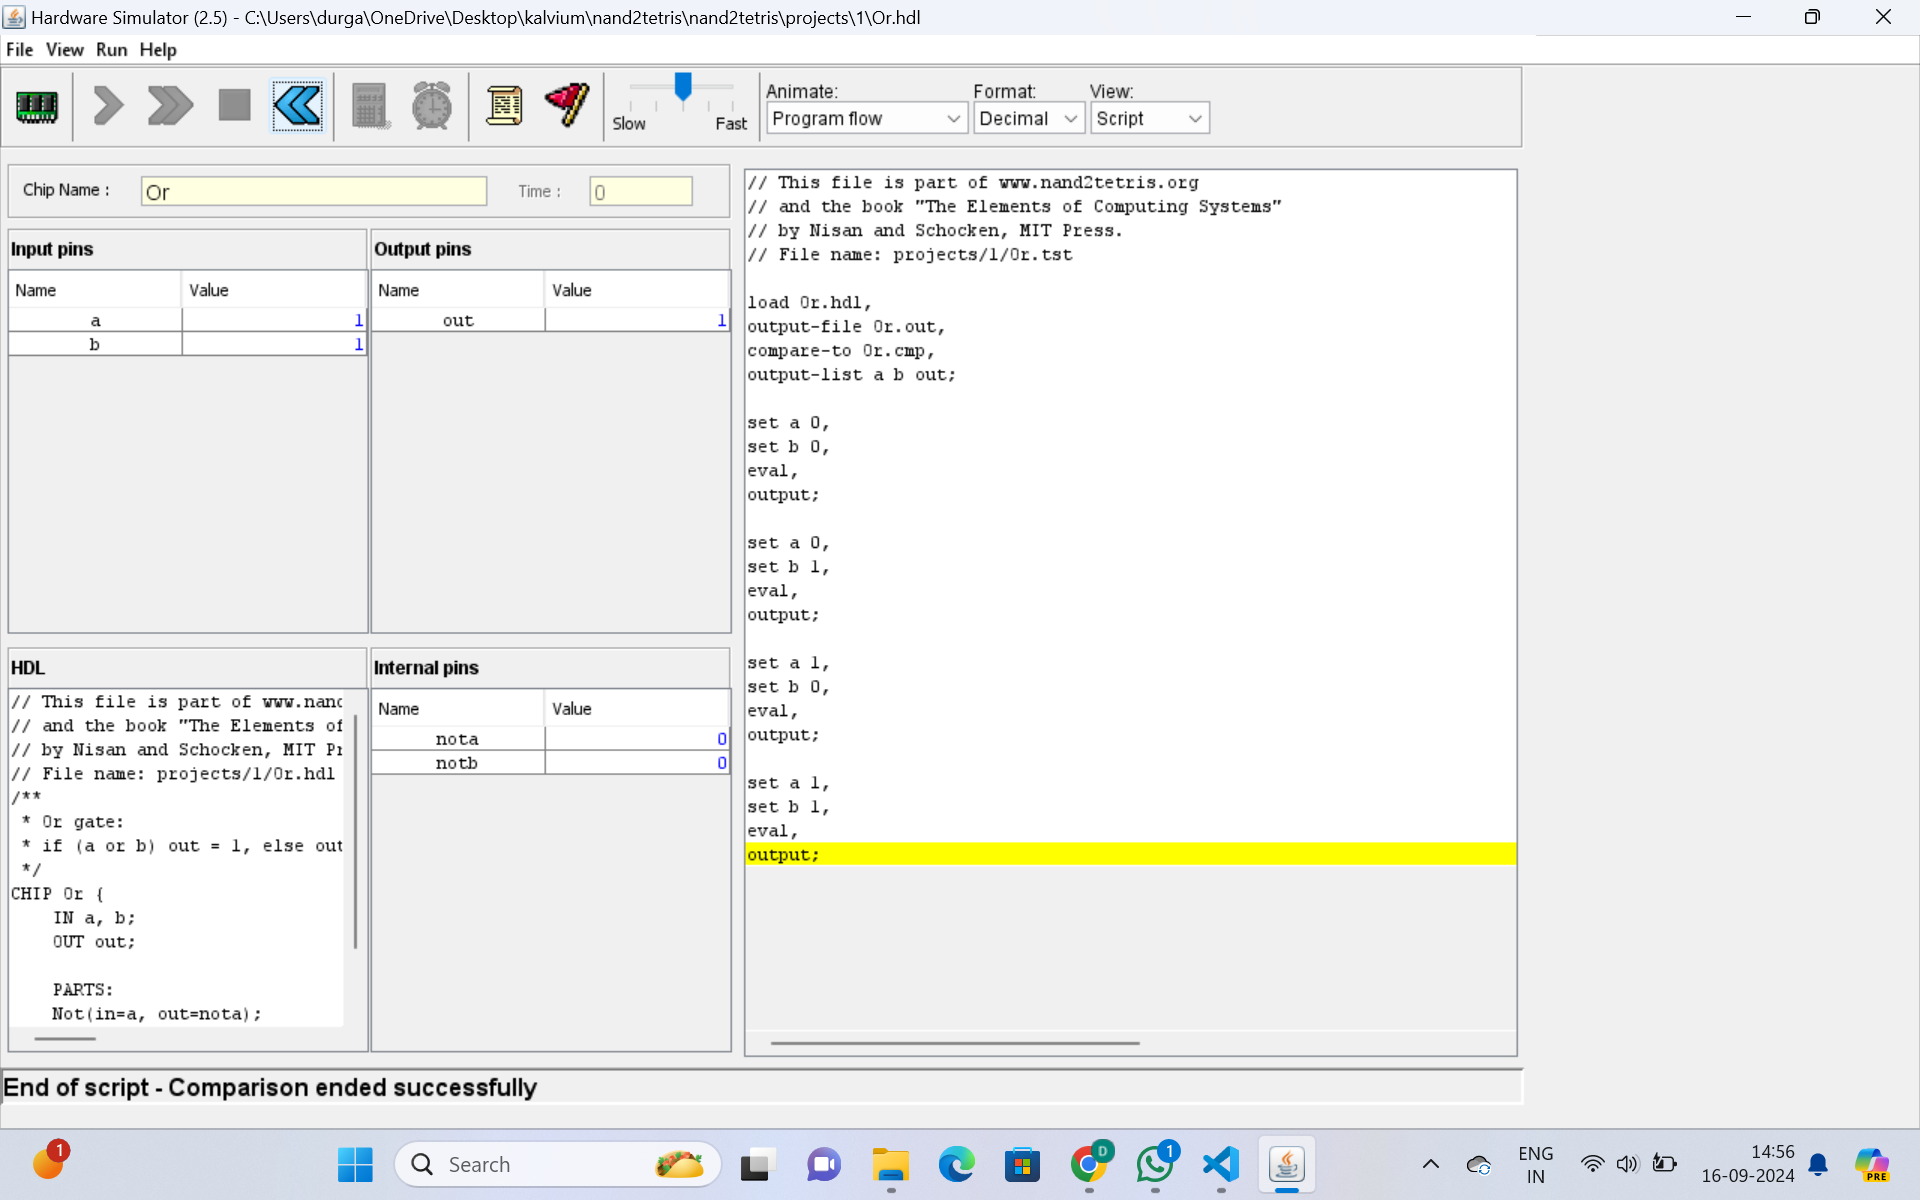 Hardware Simulator (2.5) - C:\Users\durga\OneDrive\Desktop\kalvium\nand2tetris\nand2tetris\projects\1\Or.hdl
File View Run Help
Slow Fast
Animate:
Program flow
Format:
Decimal
View:
Script
Chip Name :
Or
Time :
0
Input pins
Name Value
a 1
b 1
Output pins
Name Value
out 1
HDL
// This file is part of www.nand
// and the book "The Elements of
// by Nisan and Schocken, MIT Pr
// File name: projects/1/Or.hdl
/**
* Or gate:
* if (a or b) out = 1, else out
*/
CHIP Or {
IN a, b;
OUT out;
PARTS:
Not(in=a, out=nota);
Internal pins
Name Value
nota 0
notb 0
// This file is part of www.nand2tetris.org
// and the book "The Elements of Computing Systems"
// by Nisan and Schocken, MIT Press.
// File name: projects/1/Or.tst
load Or.hdl,
output-file Or.out,
compare-to Or.cmp,
output-list a b out;
set a 0,
set b 0,
eval,
output;
set a 0,
set b 1,
eval,
output;
set a 1,
set b 0,
eval,
output;
set a 1,
set b 1,
eval,
output;
End of script - Comparison ended successfully
1
Search
D
1
ENG
IN
14:56
16-09-2024
PRE